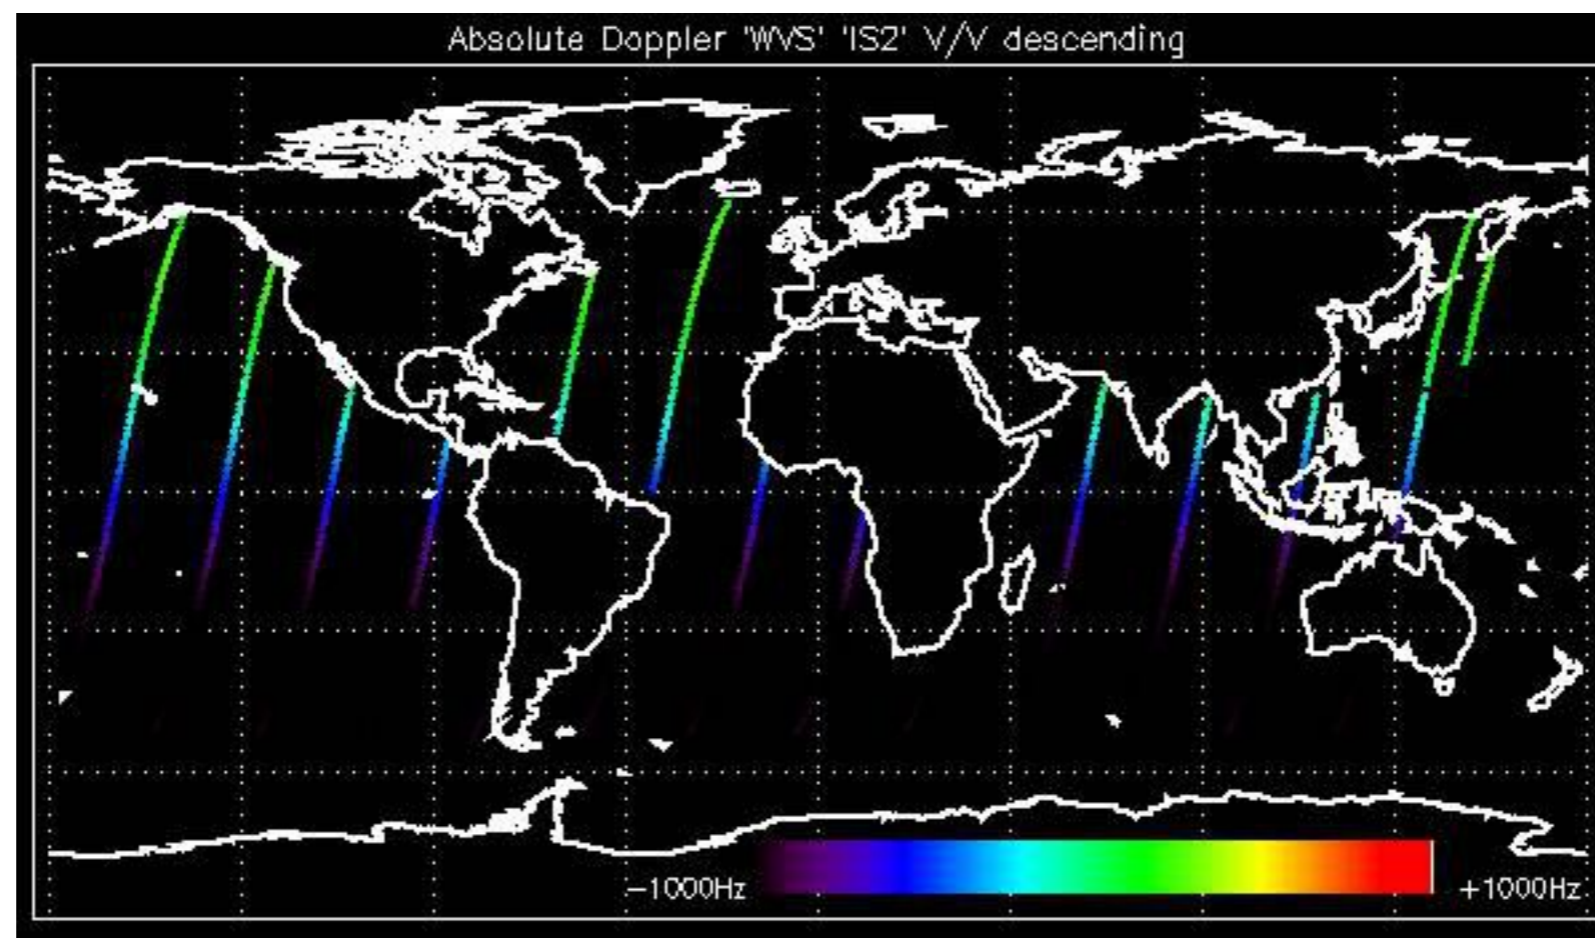 Absolute Doppler 'WVS' 'IS2' V/V descending
−1000Hz
+1000Hz